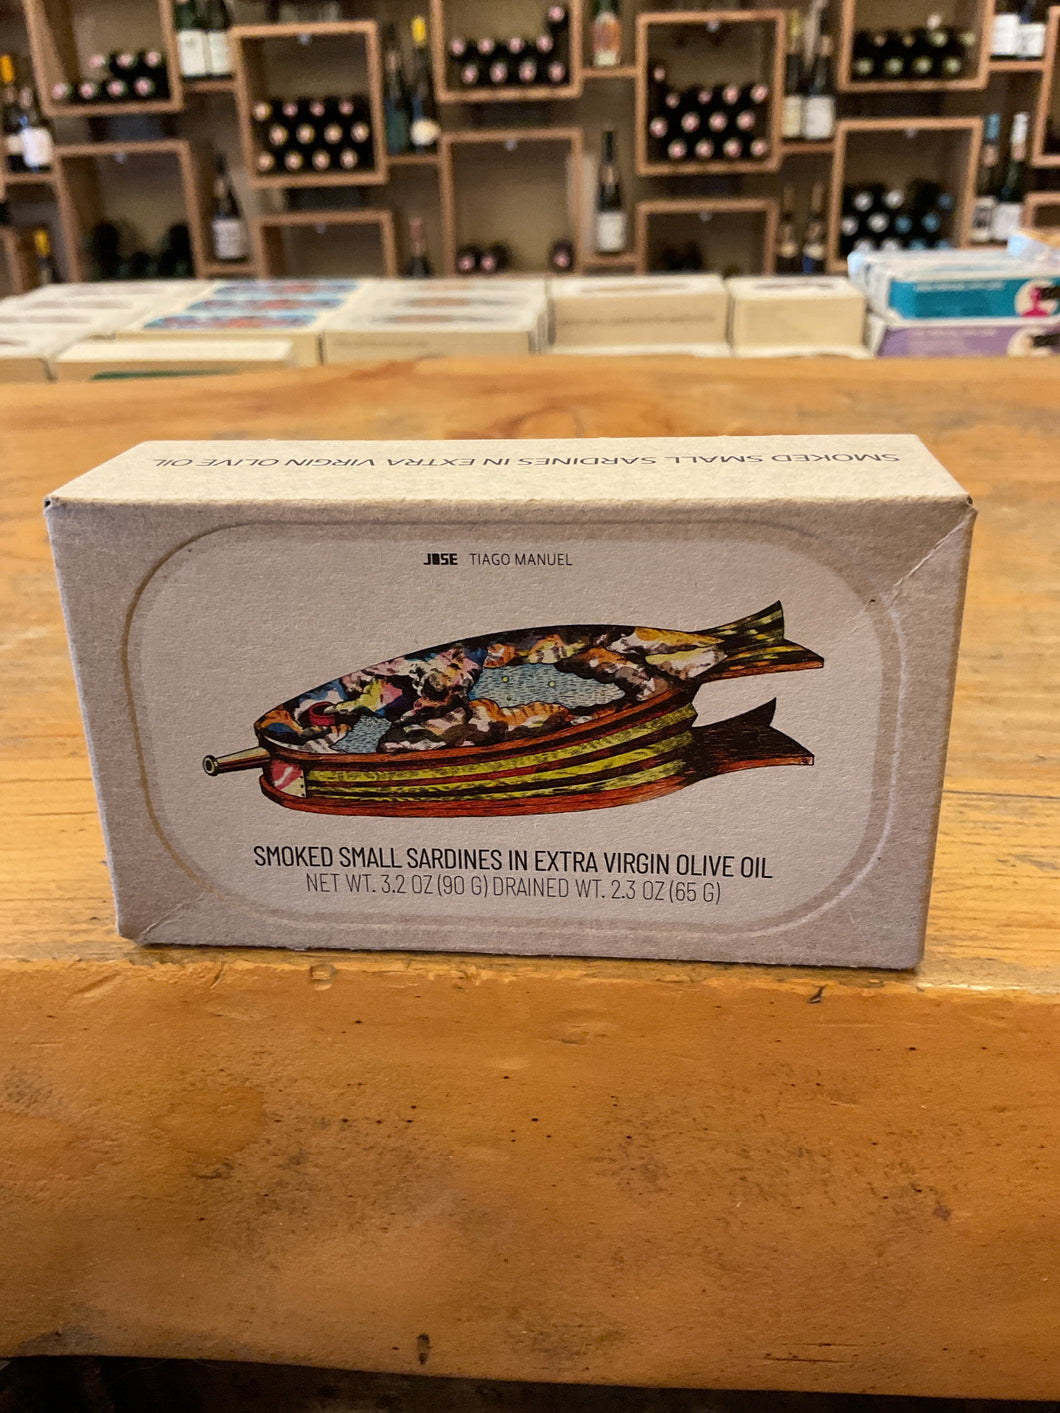 SMOKED SMALL SARDINES IN EXTRA VIRGIN OLIVE OIL
JOSE TIAGO MANUEL
SMOKED SMALL SARDINES IN EXTRA VIRGIN OLIVE OIL
NET WT. 3.2 OZ (90 G) DRAINED WT. 2.3 OZ (65 G)